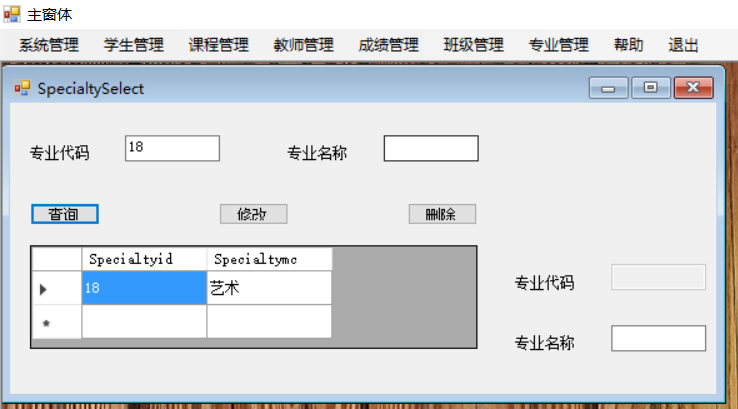 主窗体
系统管理 学生管理 课程管理 教师管理 成绩管理 班级管理 专业管理 帮助 退出
SpecialtySelect
专业代码 18 专业名称
查询 修改 删除
Specialtyid Specialtymc
18 艺术
专业代码
专业名称